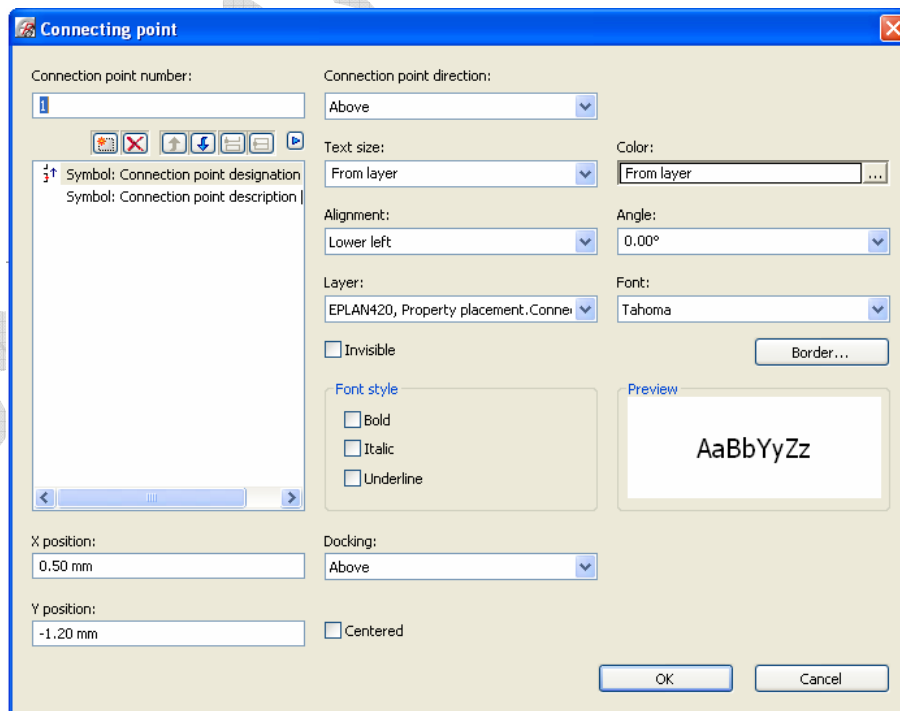 Connecting point
Connection point number:
1
Connection point direction:
Above
Symbol: Connection point designation
Symbol: Connection point description |
Text size:
From layer
Color:
From layer
...
Alignment:
Lower left
Angle:
0.00°
Layer:
EPLAN420, Property placement.Conne
Font:
Tahoma
Invisible
Border...
Font style
Bold
Italic
Underline
Preview
AaBbYyZz
X position:
0.50 mm
Docking:
Above
Y position:
-1.20 mm
Centered
OK
Cancel